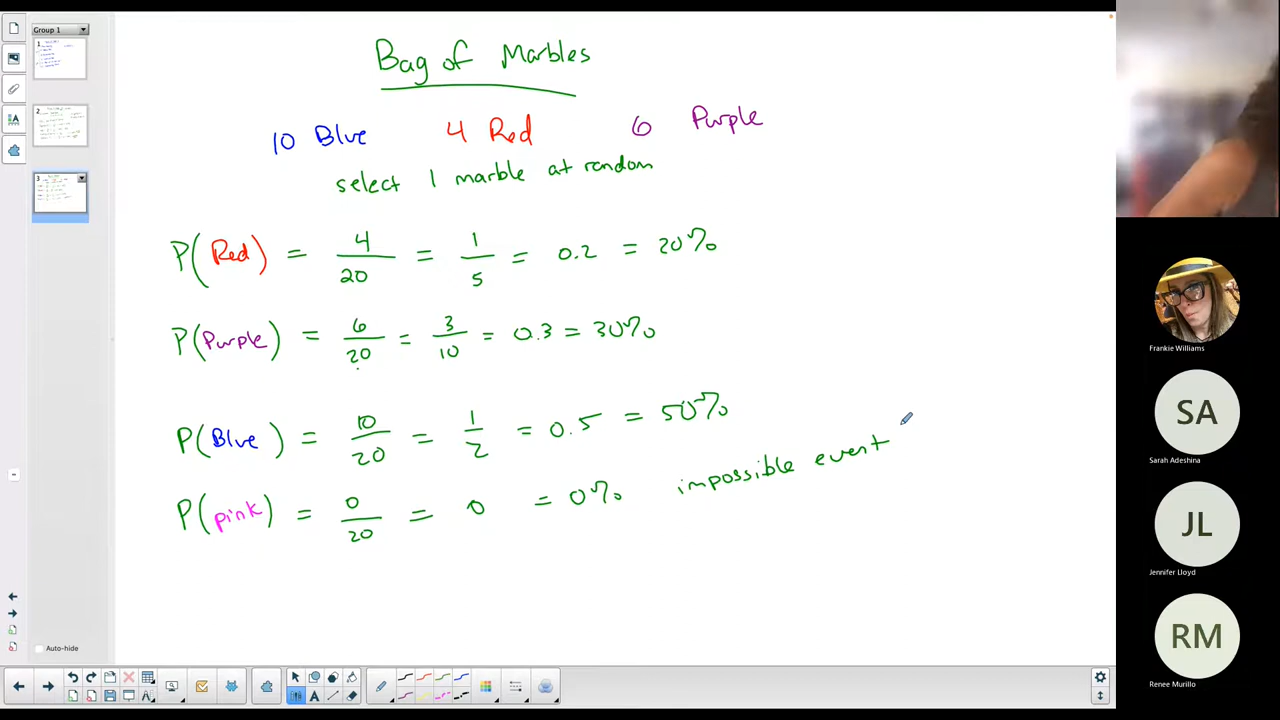 Group 1
1
2
3
Bag of Marbles
10 Blue 4 Red 6 Purple
select 1 marble at random
P(Red) = 4/20 = 1/5 = 0.2 = 20%
P(Purple) = 6/20 = 3/10 = 0.3 = 30%
P(Blue) = 10/20 = 1/2 = 0.5 = 50%
P(pink) = 0/20 = 0 = 0% impossible event
Auto-hide
Frankie Williams
SA
Sarah Adeshina
JL
Jennifer Lloyd
RM
Renee Murillo